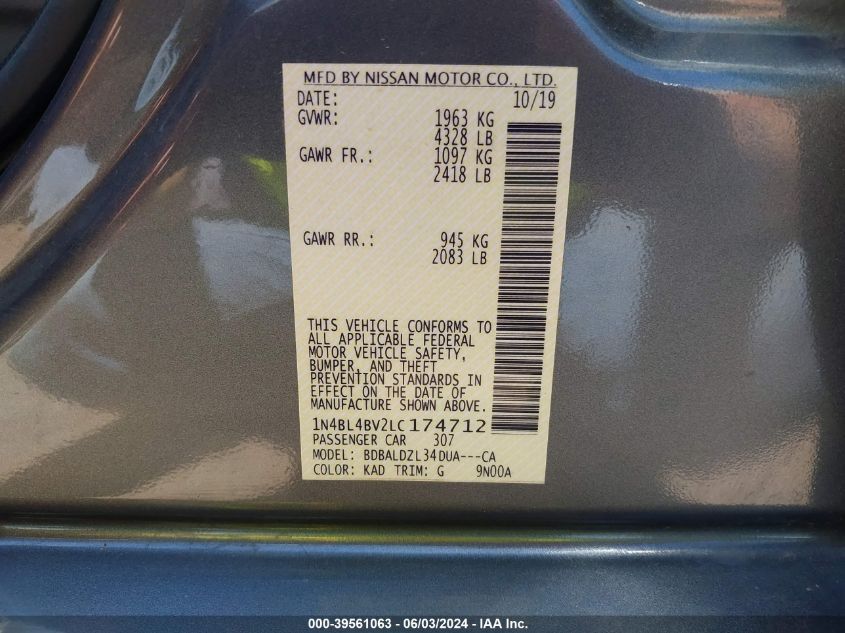 MFD BY NISSAN MOTOR CO., LTD.
DATE: 10/19
GVWR: 1963 KG
4328 LB
GAWR FR.: 1097 KG
2418 LB
GAWR RR.: 945 KG
2083 LB
THIS VEHICLE CONFORMS TO
ALL APPLICABLE FEDERAL
MOTOR VEHICLE SAFETY,
BUMPER, AND THEFT
PREVENTION STANDARDS IN
EFFECT ON THE DATE OF
MANUFACTURE SHOWN ABOVE.
1N4BL4BV2LC174712
PASSENGER CAR 307
MODEL: BDBALDZL34DUA---CA
COLOR: KAD TRIM: G 9N00A
000-39561063 - 06/03/2024 - IAA Inc.